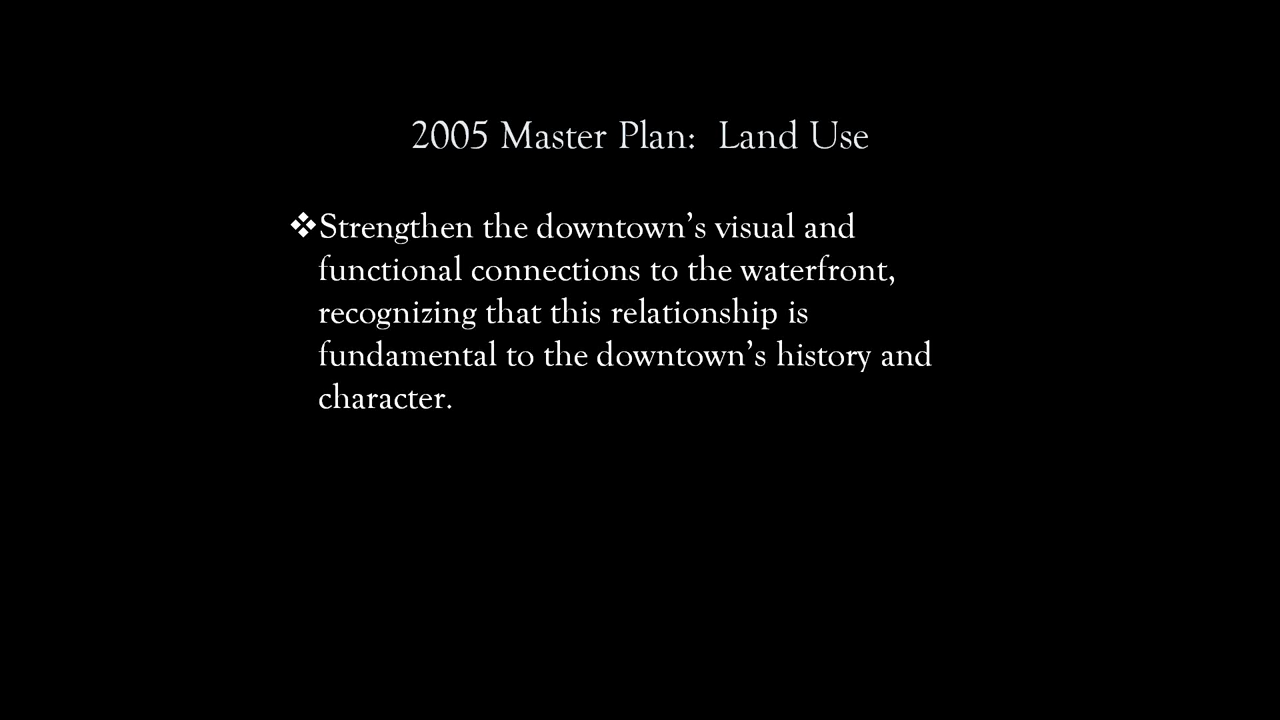 2005 Master Plan:  Land Use
❖Strengthen the downtown’s visual and
functional connections to the waterfront,
recognizing that this relationship is
fundamental to the downtown’s history and
character.